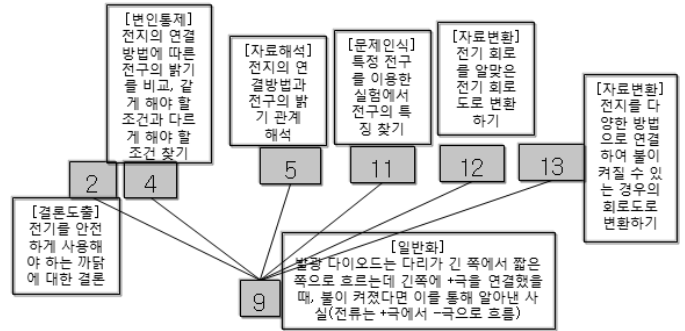 [변인통제]
전지의 연결
방법에 따른
전구의 밝기
를 비교, 같
게 해야 할
조건과 다르
게 해야 할
조건 찾기
[자료해석]
전지의 연
결방법과
전구의 밝
기 관계
해석
[문제인식]
특정 전구
를 이용한
실험에서
전구의 특
징 찾기
[자료변환]
전기 회로
를 알맞은
전기 회로
도로 변환
하기
[자료변환]
전지를 다
양한 방법
으로 연결
하여 불이
켜질 수 있
는 경우의
회로도로
변환하기
2
4
5
11
12
13
[결론도출]
전기를 안전
하게 사용해
야 하는 까닭
에 대한 결론
9
[일반화]
발광 다이오드는 다리가 긴 쪽에서 짧은
쪽으로 흐르는데 긴쪽에 +극을 연결했을
때, 불이 켜졌다면 이를 통해 알아낸 사
실(전류는 +극에서 -극으로 흐름)